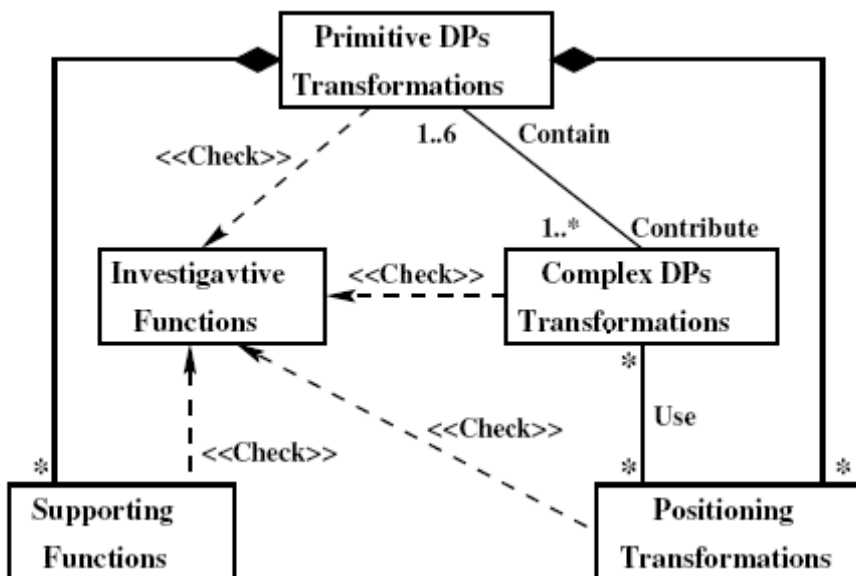 Primitive DPs
Transformations
<<Check>>
1..6
Contain
1..*
Contribute
Investigavtive
Functions
<<Check>>
Complex DPs
Transformations
*
Use
<<Check>>
<<Check>>
*
*
*
Supporting
Functions
Positioning
Transformations